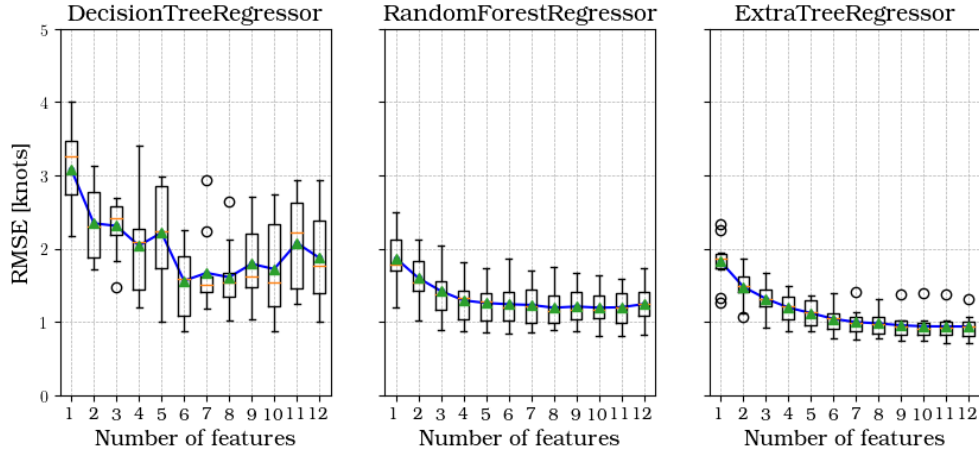 DecisionTreeRegressor RandomForestRegressor ExtraTreeRegressor
5
4
3
2
1
0
RMSE [knots]
1 2 3 4 5 6 7 8 9 10 11 12 1 2 3 4 5 6 7 8 9 10 11 12 1 2 3 4 5 6 7 8 9 10 11 12
Number of features Number of features Number of features